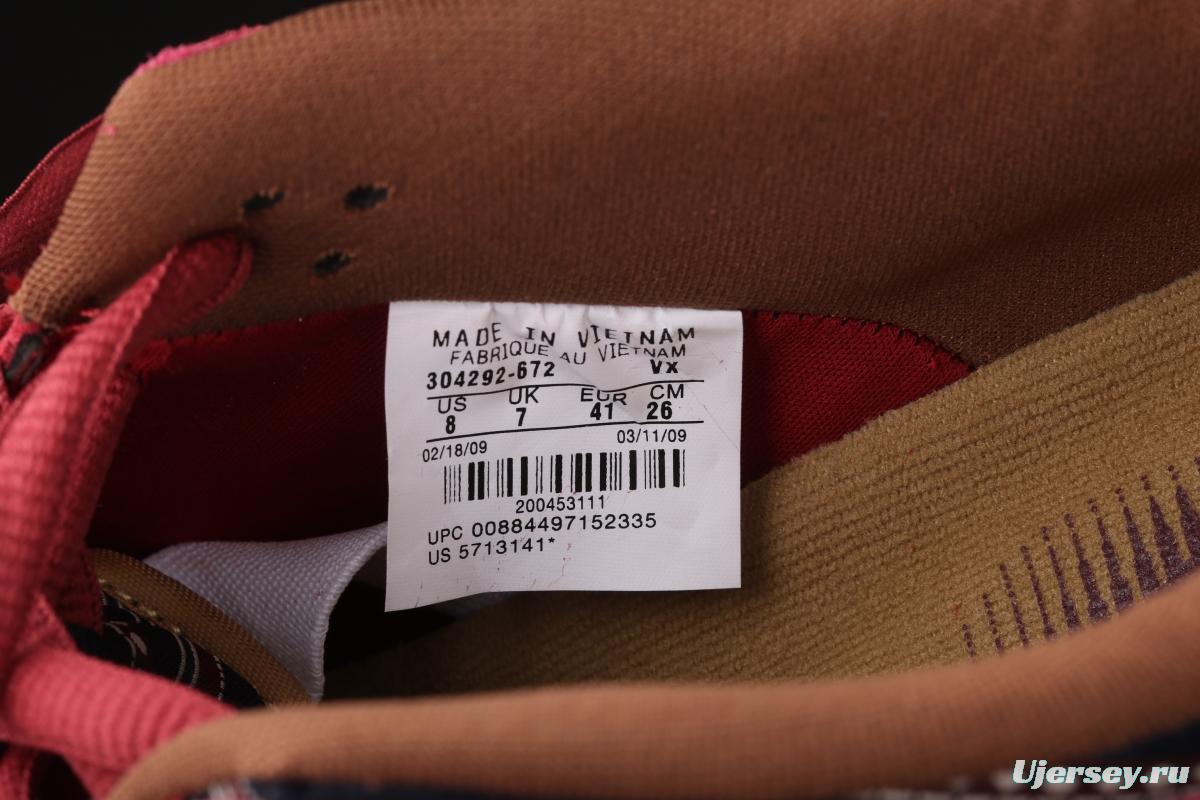 MADE IN VIETNAM
FABRIQUE AU VIETNAM
304292-672 VX
US UK EUR CM
8 7 41 26
02/18/09 03/11/09
200453111
UPC 00884497152335
US 5713141*
Ujersey.ru